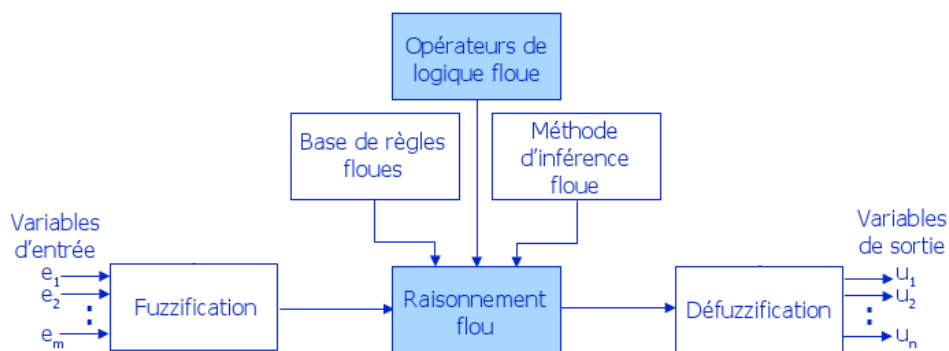 Opérateurs de
logique floue
Base de règles
floues
Méthode
d'inférence
floue
Variables
d'entrée
e₁
e₂
eₘ
Fuzzification
Raisonnement
flou
Défuzzification
Variables
de sortie
u₁
u₂
uₙ